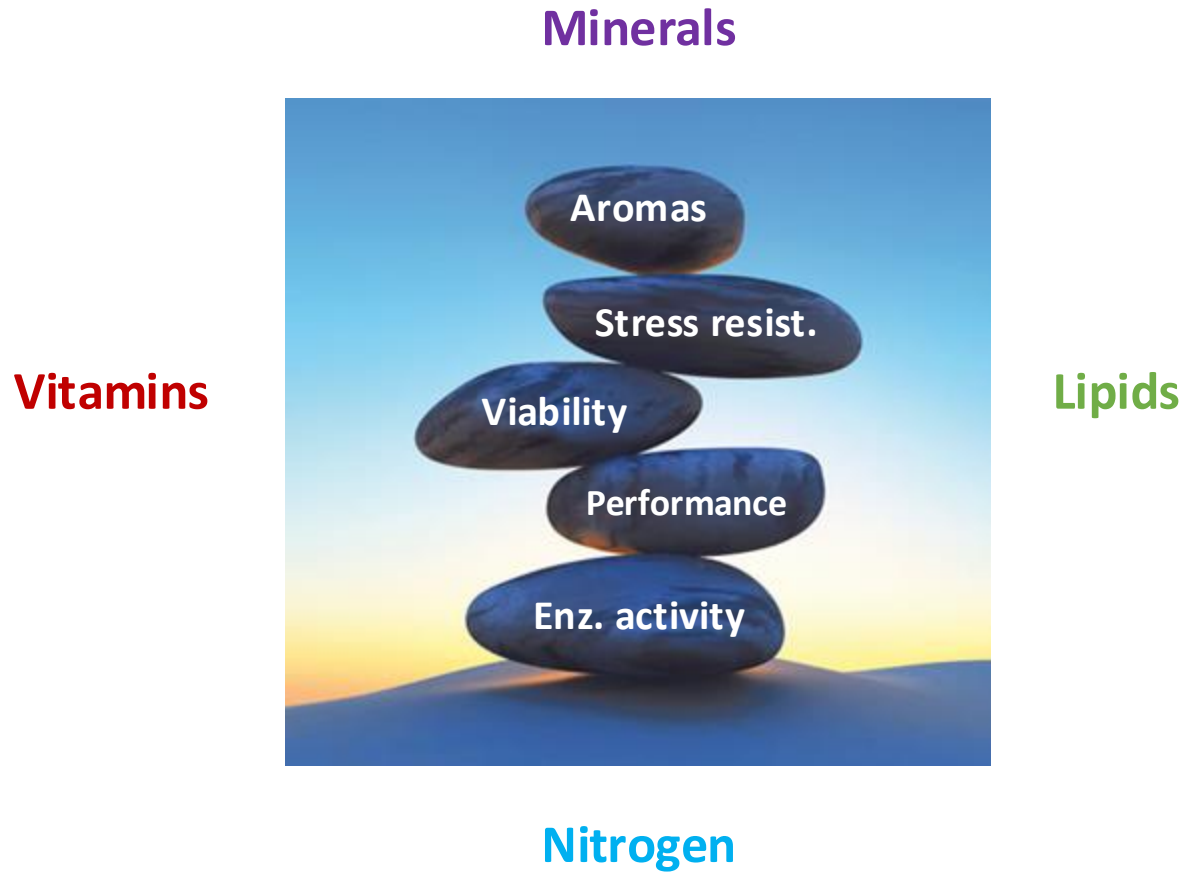 Minerals
Aromas
Stress resist.
Vitamins
Lipids
Viability
Performance
Enz. activity
Nitrogen